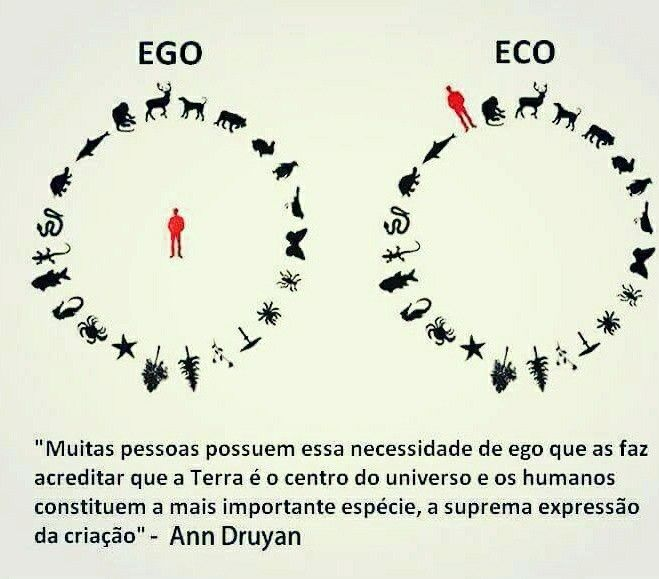 EGO
ECO
"Muitas pessoas possuem essa necessidade de ego que as faz
acreditar que a Terra é o centro do universo e os humanos
constituem a mais importante espécie, a suprema expressão
da criação" - Ann Druyan